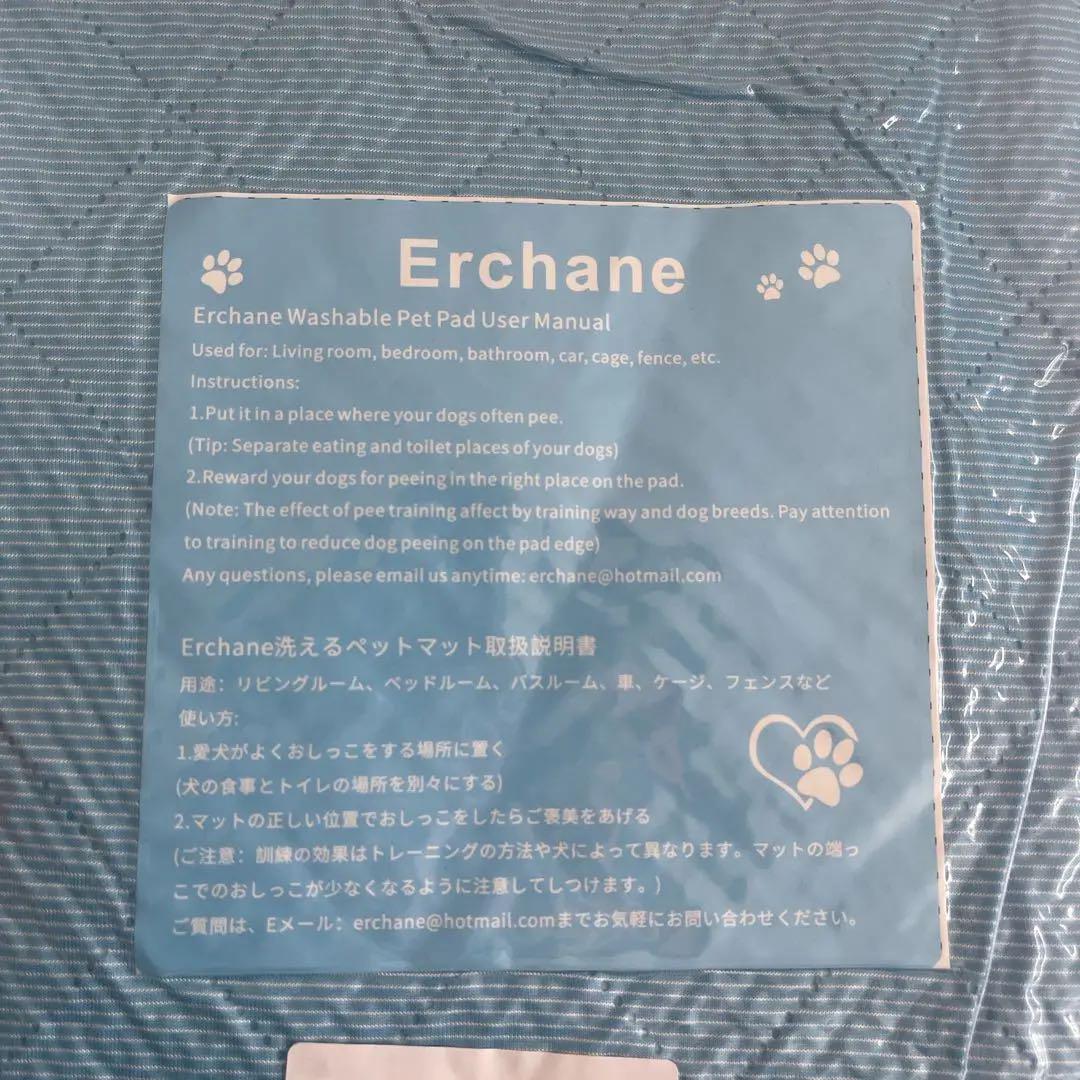 Erchane
Erchane Washable Pet Pad User Manual
Used for: Living room, bedroom, bathroom, car, cage, fence, etc.
Instructions:
1.Put it in a place where your dogs often pee.
(Tip: Separate eating and toilet places of your dogs)
2.Reward your dogs for peeing in the right place on the pad.
(Note: The effect of pee training affect by training way and dog breeds. Pay attention
to training to reduce dog peeing on the pad edge)
Any questions, please email us anytime: erchane@hotmail.com
Erchane洗えるペットマット取扱説明書
用途：リビングルーム、ベッドルーム、バスルーム、車、ケージ、フェンスなど
使い方:
1.愛犬がよくおしっこをする場所に置く
(犬の食事とトイレの場所を別々にする)
2.マットの正しい位置でおしっこをしたらご褒美をあげる
(ご注意：訓練の効果はトレーニングの方法や犬によって異なります。マットの端っ
こでのおしっこが少なくなるように注意してしつけます。)
ご質問は、Eメール：erchane@hotmail.comまでお気軽にお問い合わせください。